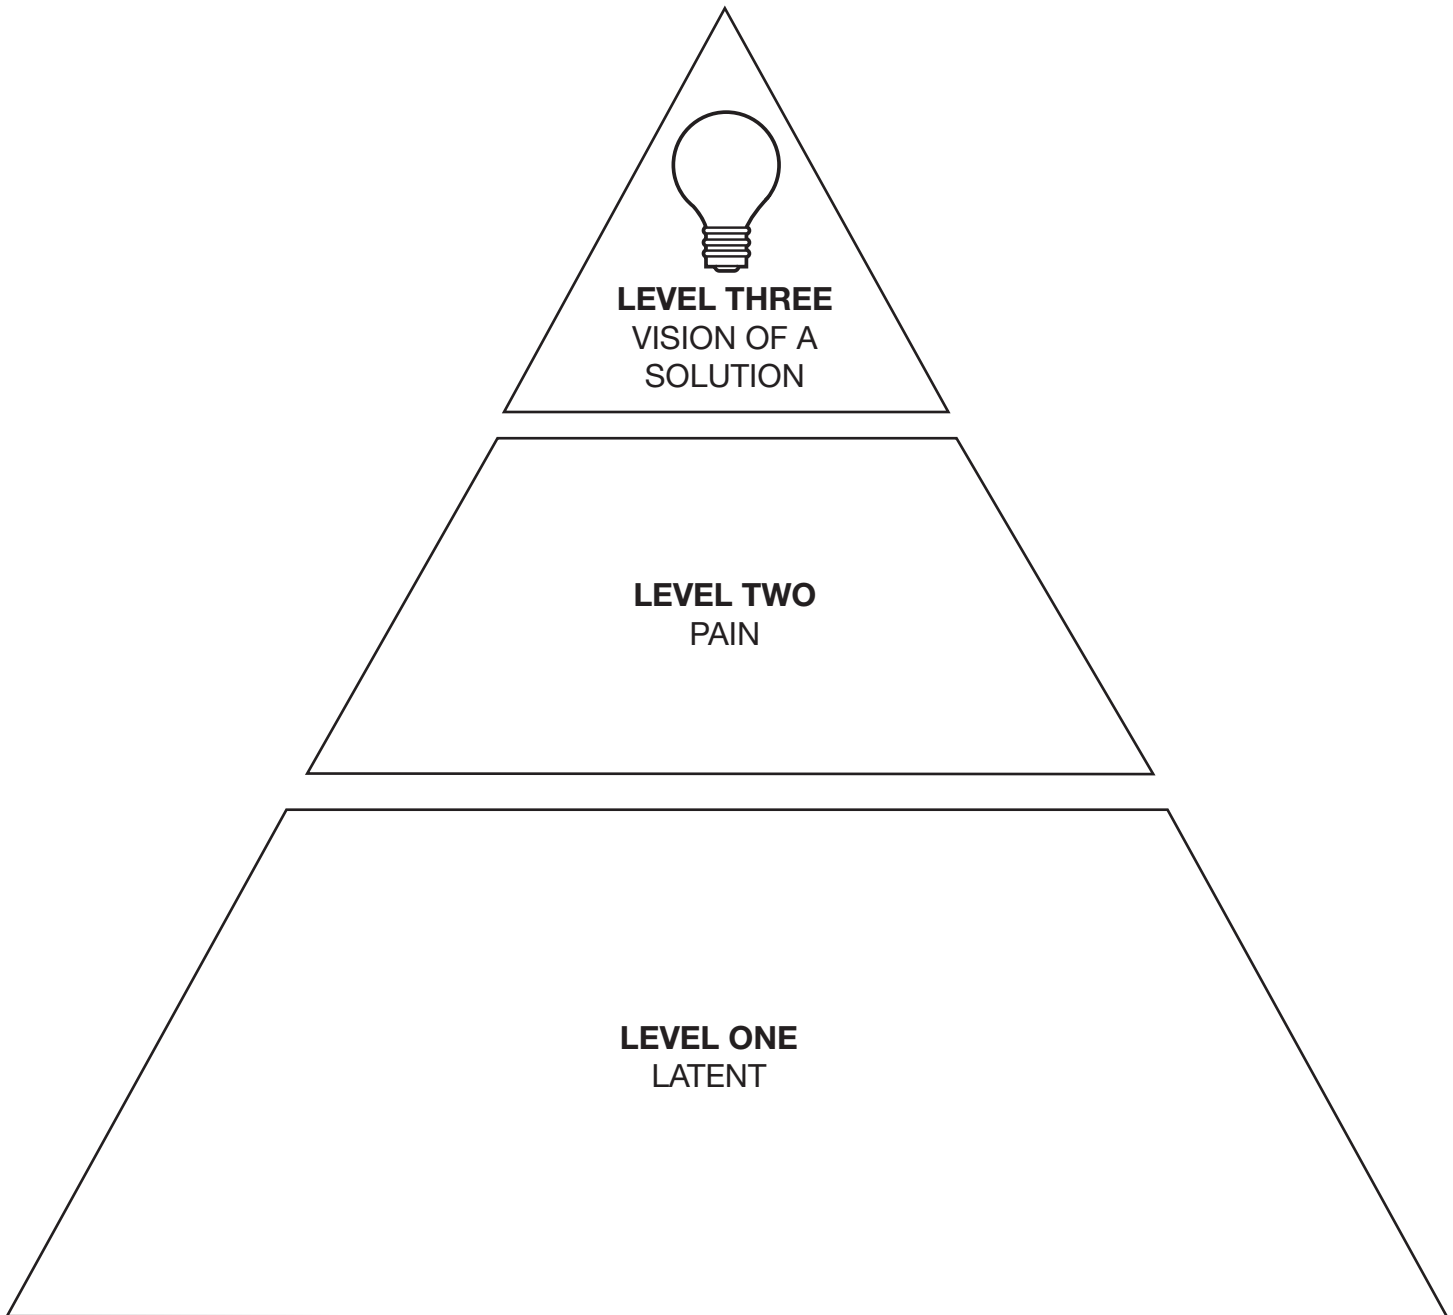 LEVEL THREE
VISION OF A
SOLUTION
LEVEL TWO
PAIN
LEVEL ONE
LATENT